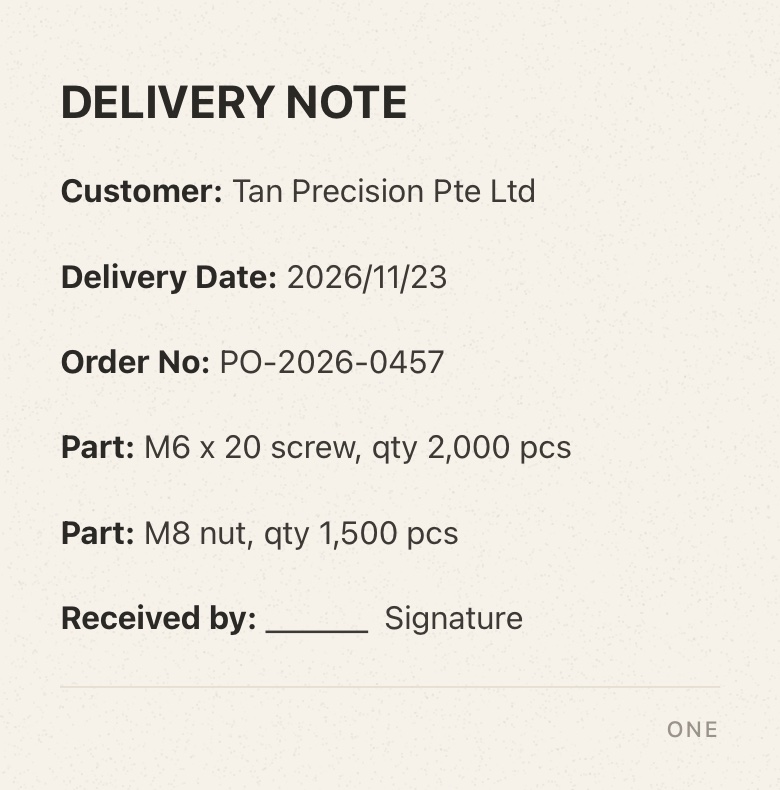 DELIVERY NOTE
Customer: Tan Precision Pte Ltd
Delivery Date: 2026/11/23
Order No: PO-2026-0457
Part: M6 x 20 screw, qty 2,000 pcs
Part: M8 nut, qty 1,500 pcs
Received by: _______ Signature
ONE